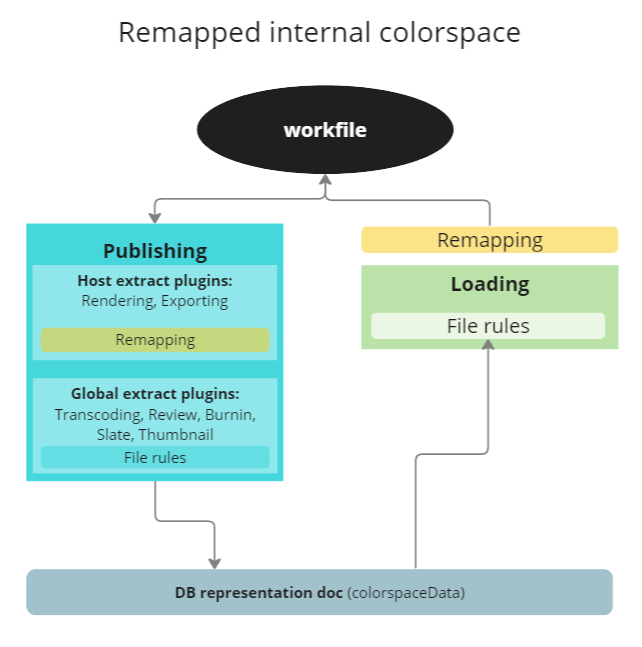 Remapped internal colorspace
workfile
Publishing
Host extract plugins:
Rendering, Exporting
Remapping
Global extract plugins:
Transcoding, Review, Burnin,
Slate, Thumbnail
File rules
Remapping
Loading
File rules
DB representation doc (colorspaceData)